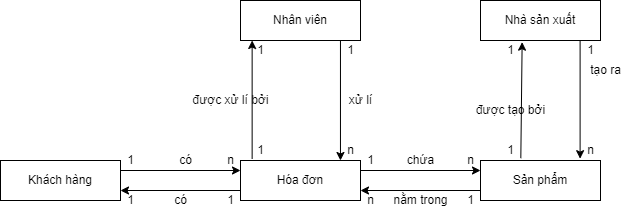 Nhân viên
Nhà sản xuất
1 1 1 1
tạo ra
được xử lí bởi xử lí
được tạo bởi
1 n 1 n
1 có n 1 chứa n
Khách hàng Hóa đơn Sản phẩm
1 có 1 n nằm trong 1